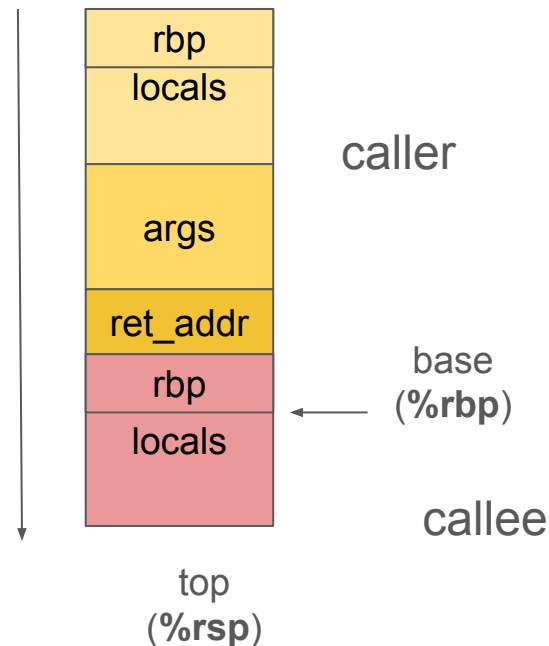 rbp
locals
caller
args
ret_addr
rbp
base
(%rbp)
locals
callee
top
(%rsp)